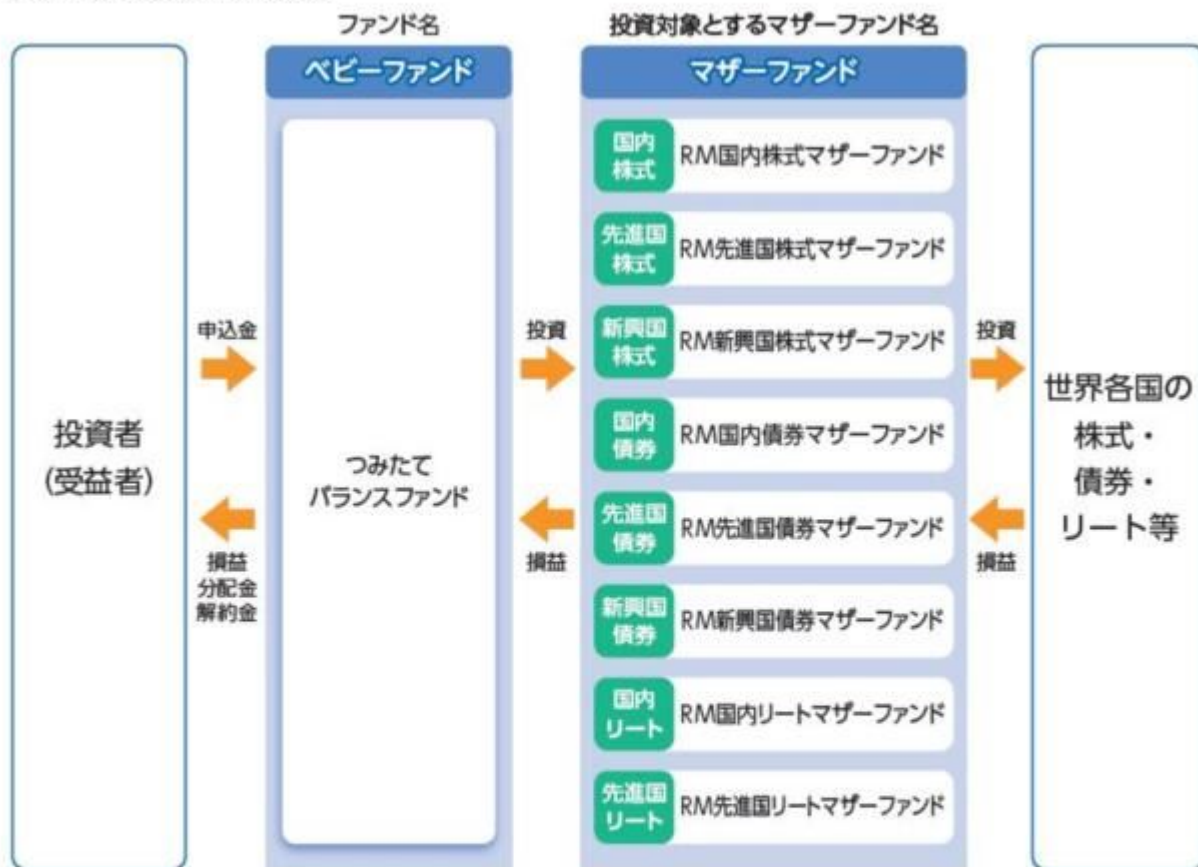 ファンド名
投資対象とするマザーファンド名
ベビーファンド
マザーファンド
投資者
(受益者)
申込金
損益
分配金
解約金
つみたて
バランスファンド
投資
損益
国内
株式
RM国内株式マザーファンド
先進国
株式
RM先進国株式マザーファンド
新興国
株式
RM新興国株式マザーファンド
国内
債券
RM国内債券マザーファンド
先進国
債券
RM先進国債券マザーファンド
新興国
債券
RM新興国債券マザーファンド
国内
リート
RM国内リートマザーファンド
先進国
リート
RM先進国リートマザーファンド
投資
損益
世界各国の
株式・
債券・
リート等